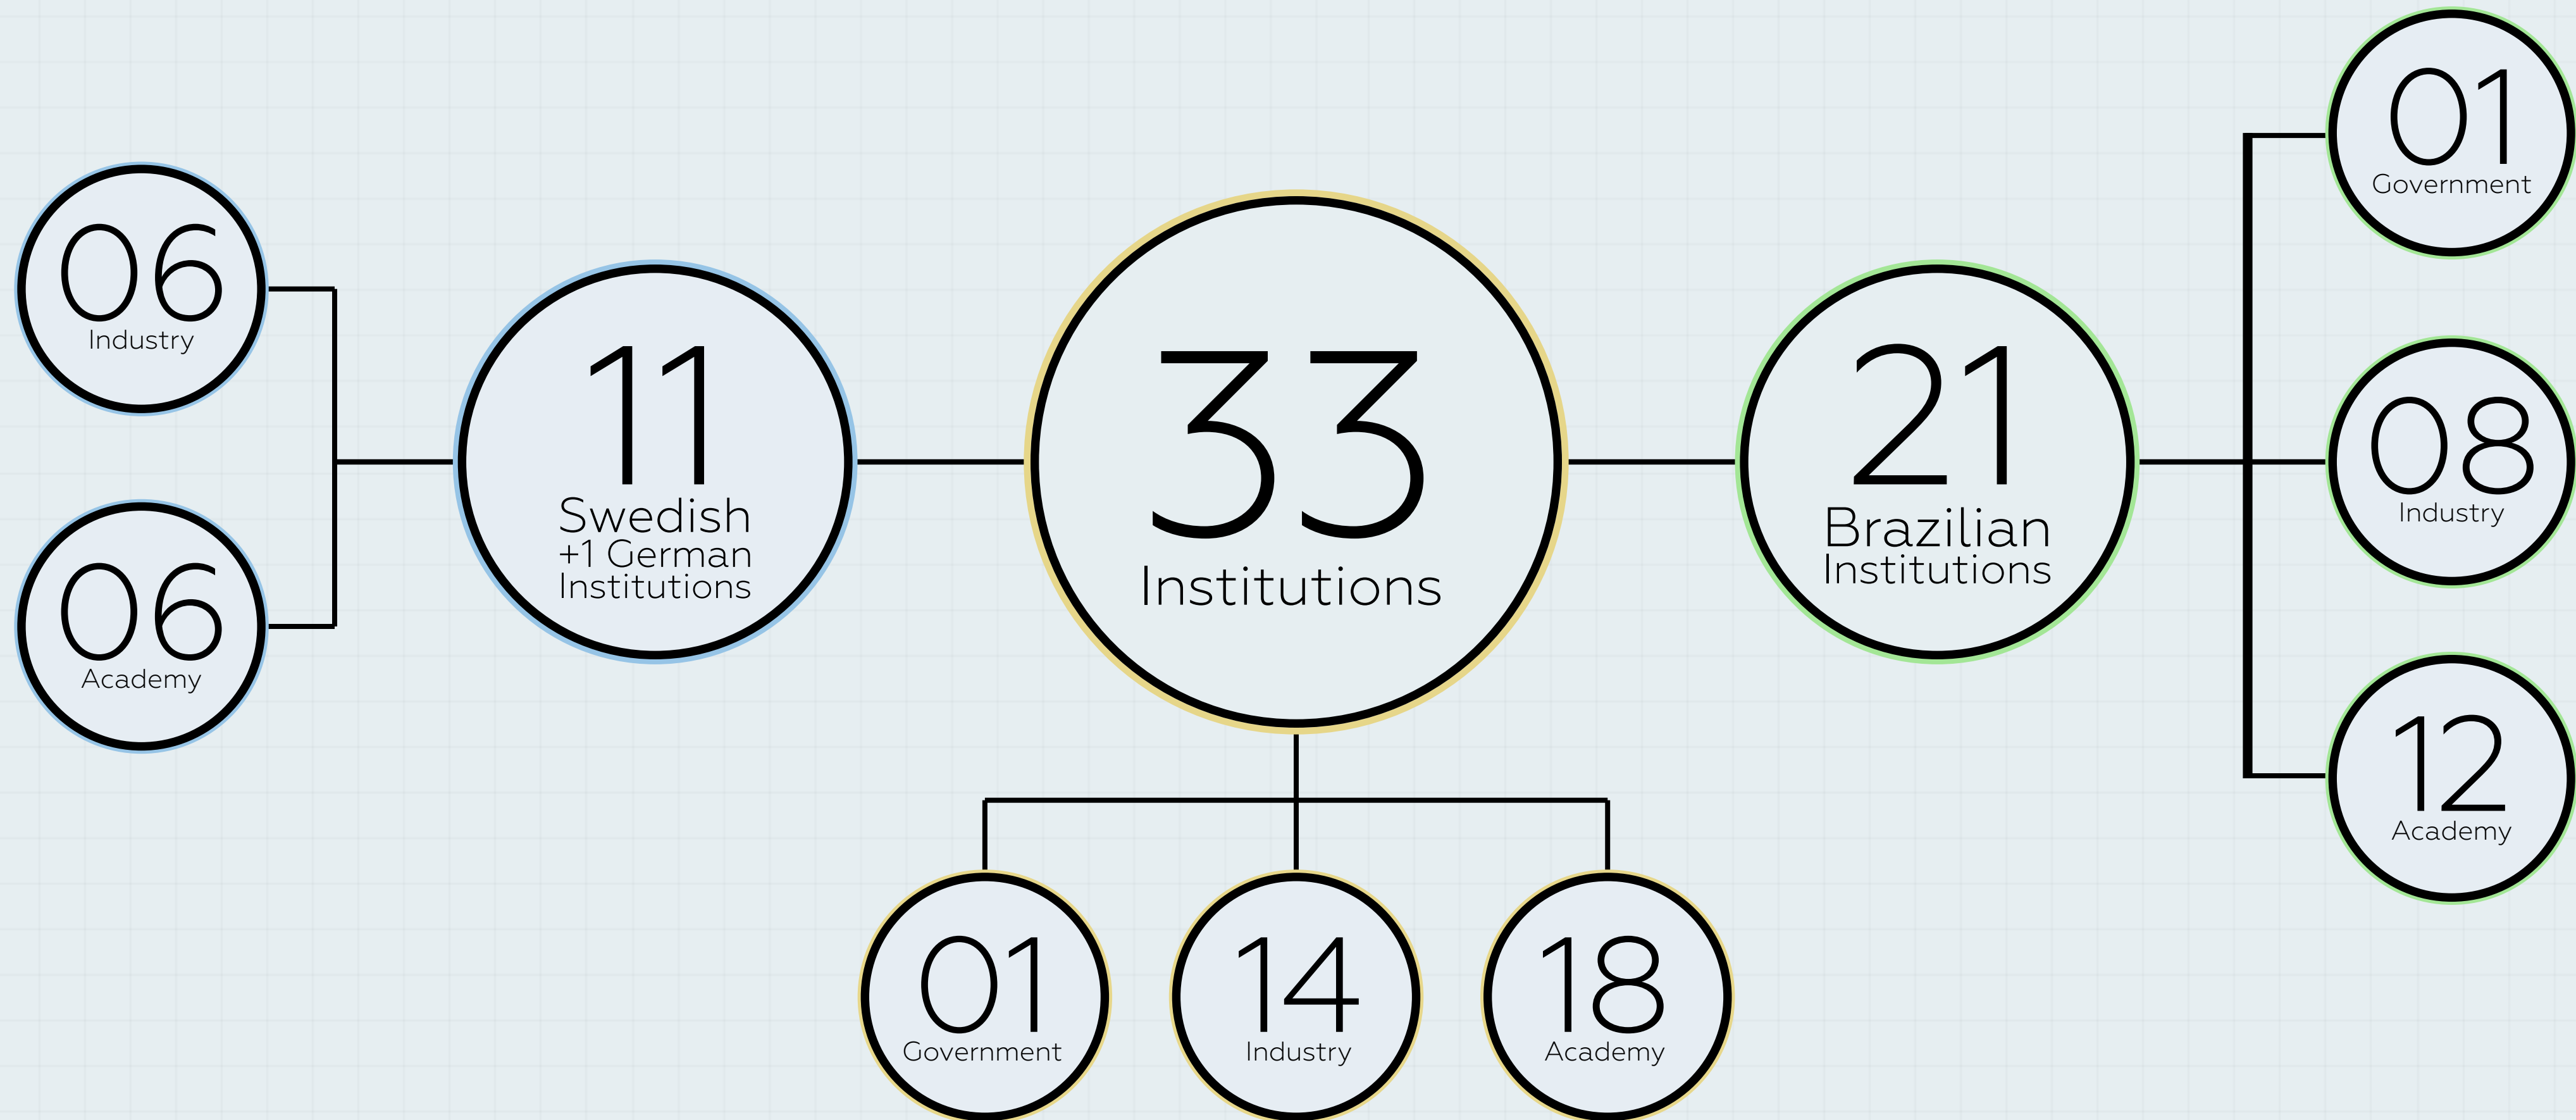 06
Industry
06
Academy
11
Swedish
+1 German
Institutions
33
Institutions
01
Government
14
Industry
18
Academy
21
Brazilian
Institutions
01
Government
08
Industry
12
Academy